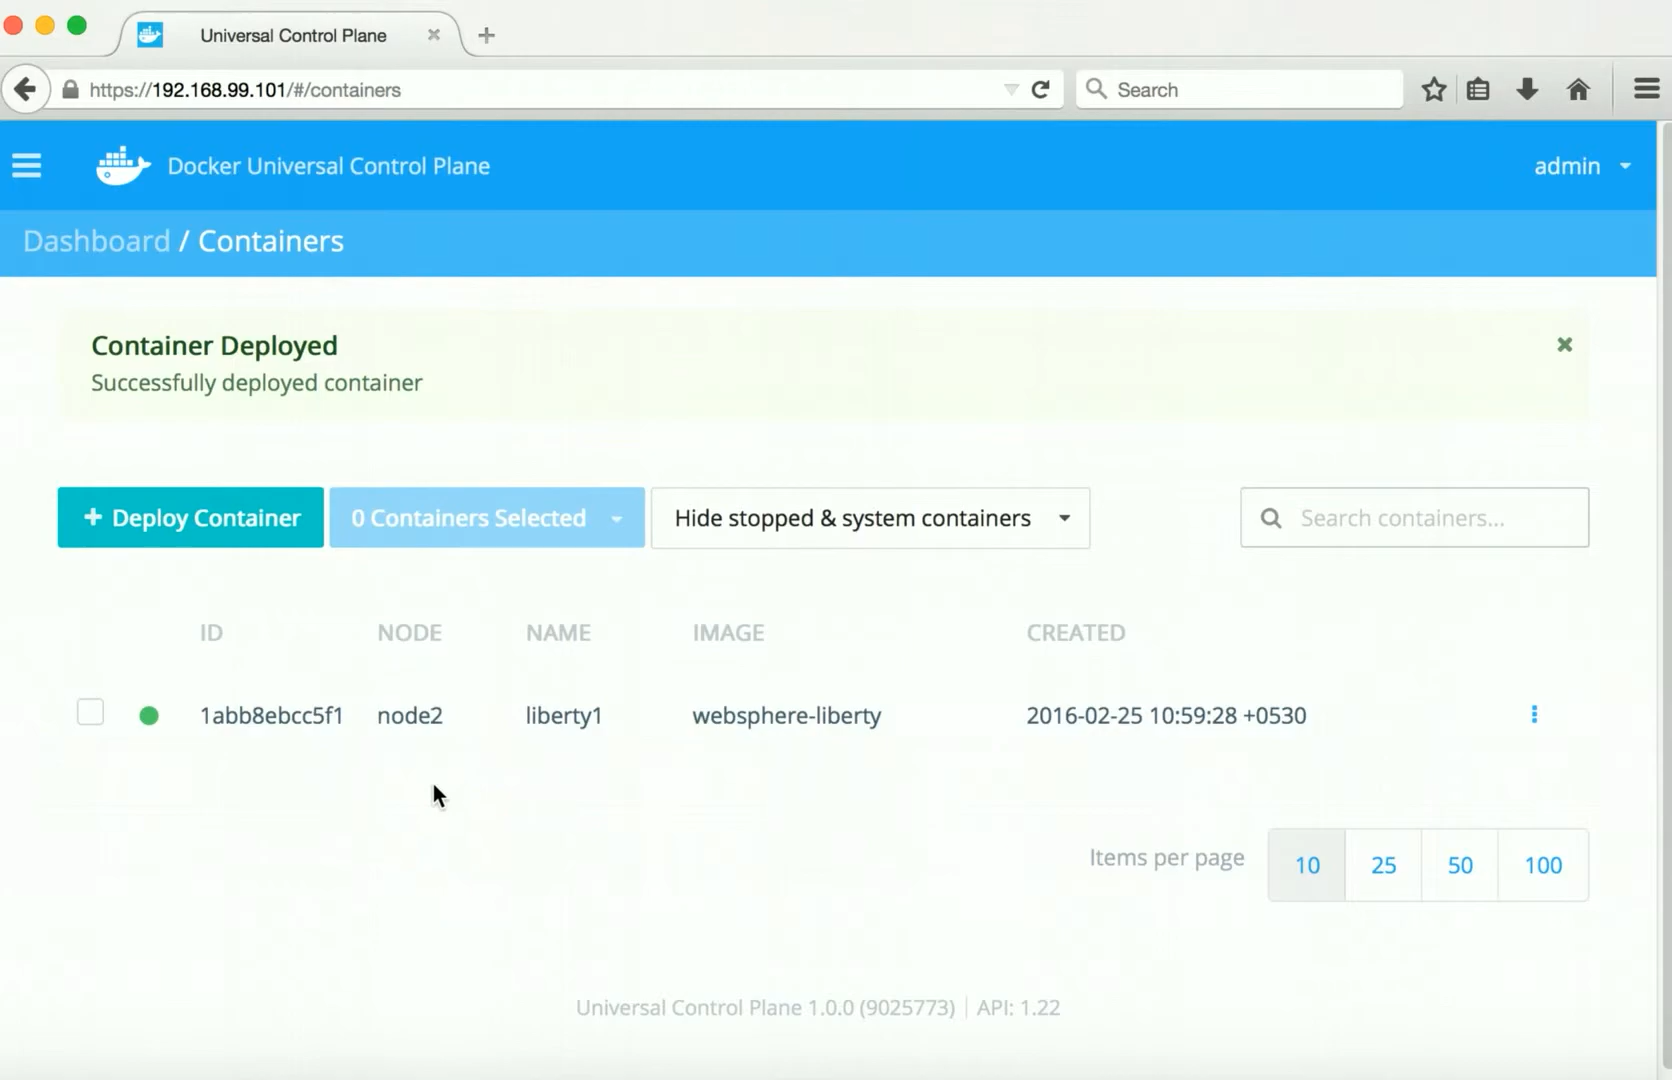 Universal Control Plane
https://192.168.99.101/#/containers
Search
Docker Universal Control Plane
admin
Dashboard / Containers
Container Deployed
Successfully deployed container
+ Deploy Container
0 Containers Selected
Hide stopped & system containers
Search containers...
ID NODE NAME IMAGE CREATED
1abb8ebcc5f1 node2 liberty1 websphere-liberty 2016-02-25 10:59:28 +0530
Items per page 10 25 50 100
Universal Control Plane 1.0.0 (9025773) | API: 1.22